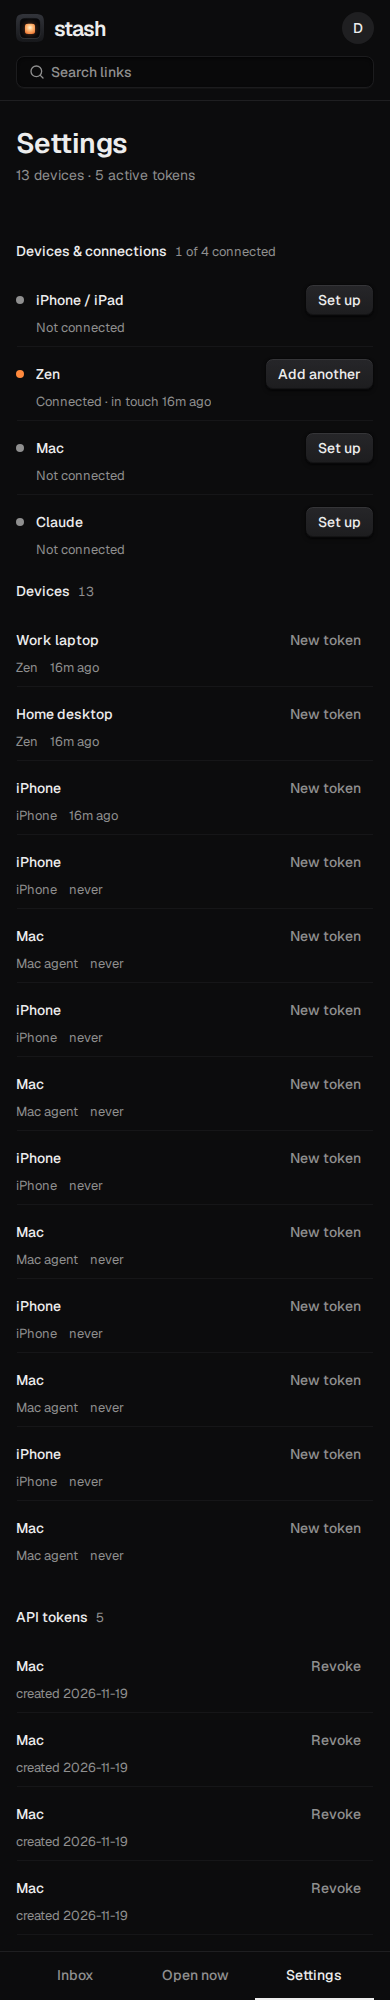 stash
D
Search links
Settings
13 devices · 5 active tokens
Devices & connections 1 of 4 connected
iPhone / iPad Set up
Not connected
Zen Add another
Connected · in touch 16m ago
Mac Set up
Not connected
Claude Set up
Not connected
Devices 13
Work laptop New token
Zen 16m ago
Home desktop New token
Zen 16m ago
iPhone New token
iPhone 16m ago
iPhone New token
iPhone never
Mac New token
Mac agent never
iPhone New token
iPhone never
Mac New token
Mac agent never
iPhone New token
iPhone never
Mac New token
Mac agent never
iPhone New token
iPhone never
Mac New token
Mac agent never
iPhone New token
iPhone never
Mac New token
Mac agent never
API tokens 5
Mac Revoke
created 2026-11-19
Mac Revoke
created 2026-11-19
Mac Revoke
created 2026-11-19
Mac Revoke
created 2026-11-19
Inbox Open now Settings